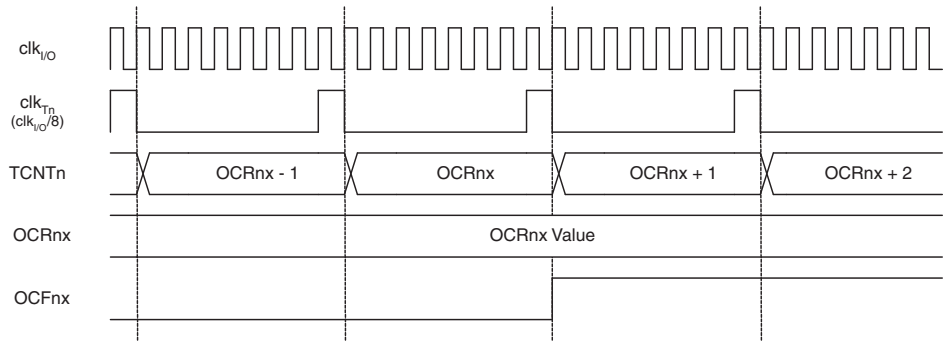 clkI/O
clkTn
(clkI/O/8)
TCNTn
OCRnx - 1
OCRnx
OCRnx + 1
OCRnx + 2
OCRnx
OCRnx Value
OCFnx